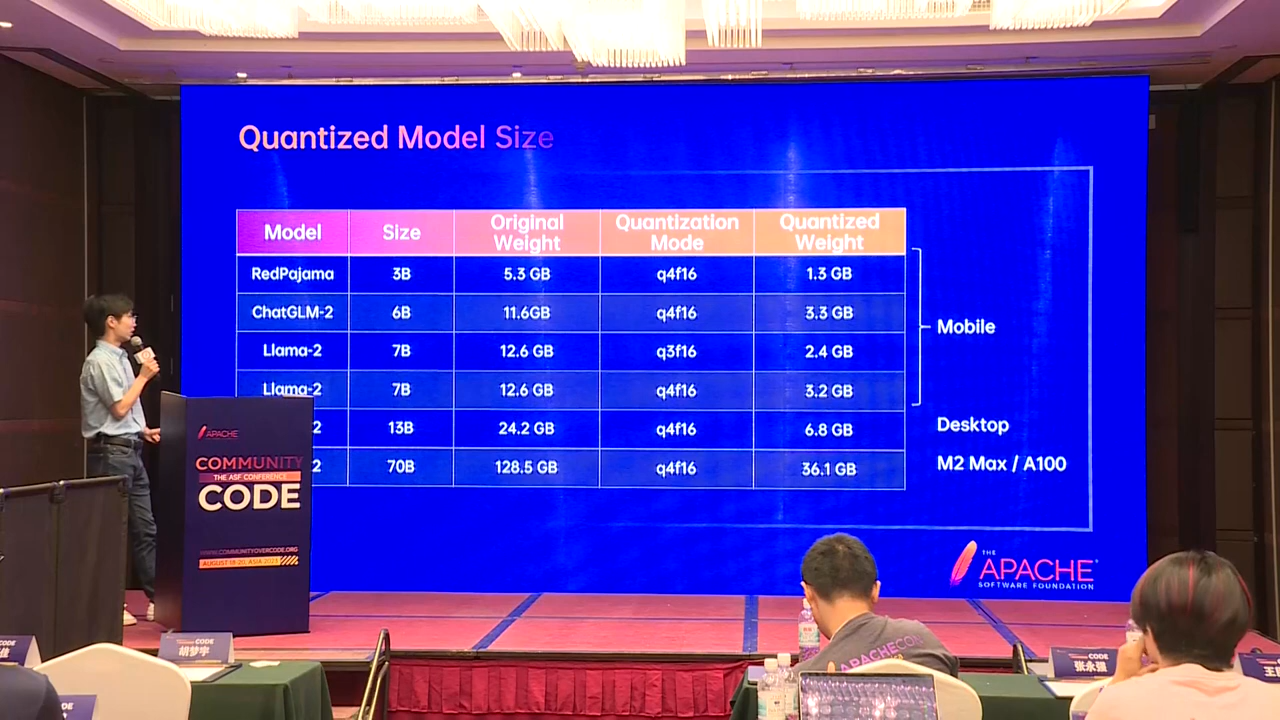 Quantized Model Size
Model Size Original Weight Quantization Mode Quantized Weight
RedPajama 3B 5.3 GB q4f16 1.3 GB
ChatGLM-2 6B 11.6GB q4f16 3.3 GB
Llama-2 7B 12.6 GB q3f16 2.4 GB
Llama-2 7B 12.6 GB q4f16 3.2 GB
2 13B 24.2 GB q4f16 6.8 GB
2 70B 128.5 GB q4f16 36.1 GB
Mobile
Desktop
M2 Max / A100
THE
APACHE
SOFTWARE FOUNDATION
APACHE
COMMUNITY
THE ASF CONFERENCE
CODE
WWW.COMMUNITYOVERCODE.ORG
AUGUST 18-20, ASIA 2023
APACHECON
CODE
胡梦宇
CODE
张永强
CODE
佳
王